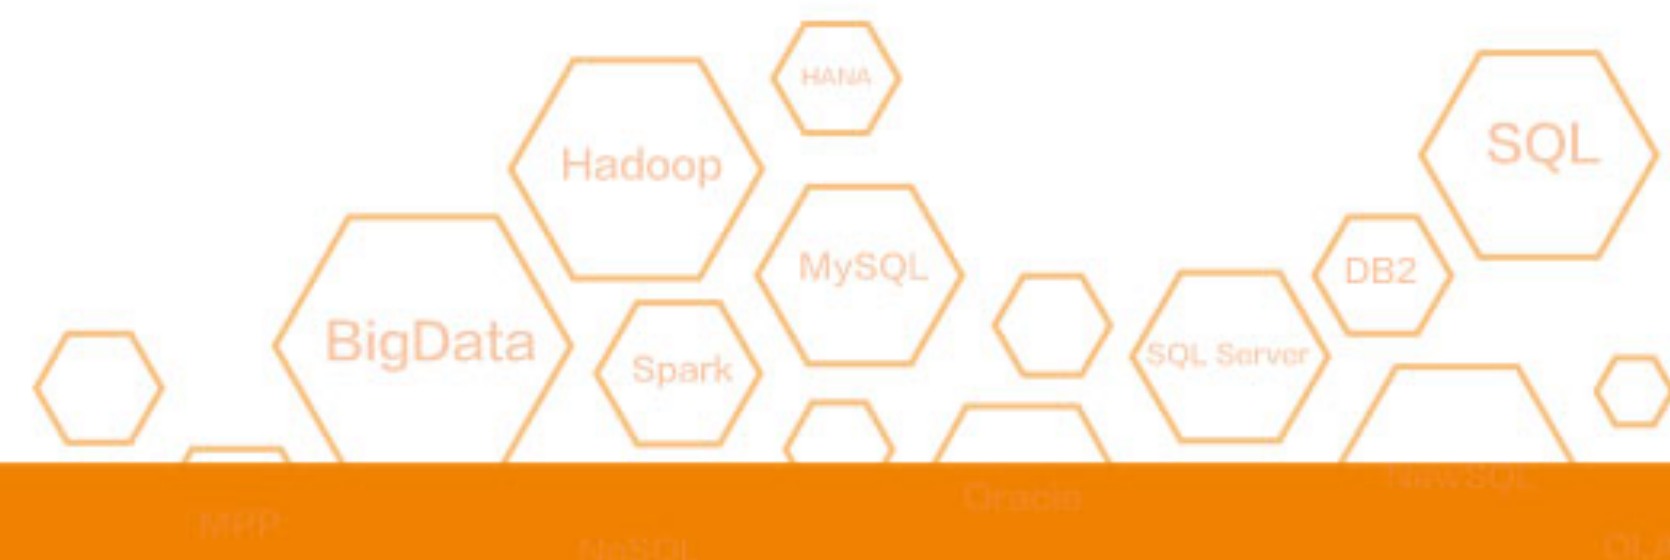 HANA
SQL
Hadoop
MySQL
DB2
BigData
Spark
SQL Server
NewSQL
Oracle
MPP
NoSQL